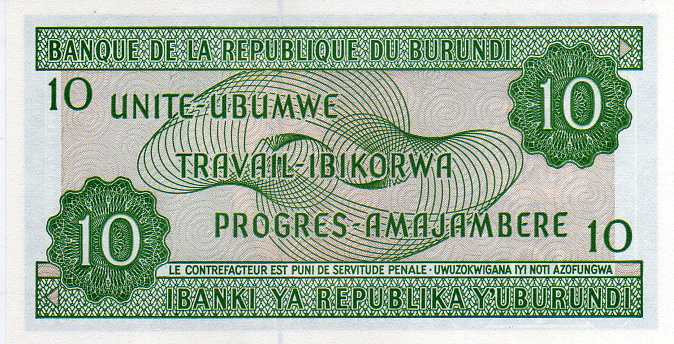 BANQUE DE LA REPUBLIQUE DU BURUNDI
10 UNITE-UBUMWE 10
TRAVAIL-IBIKORWA
10 PROGRES-AMAJAMBERE 10
LE CONTREFACTEUR EST PUNI DE SERVITUDE PENALE - UWUZOKWIGANA IYI NOTI AZOFUNGWA
IBANKI YA REPUBLIKA Y'UBURUNDI